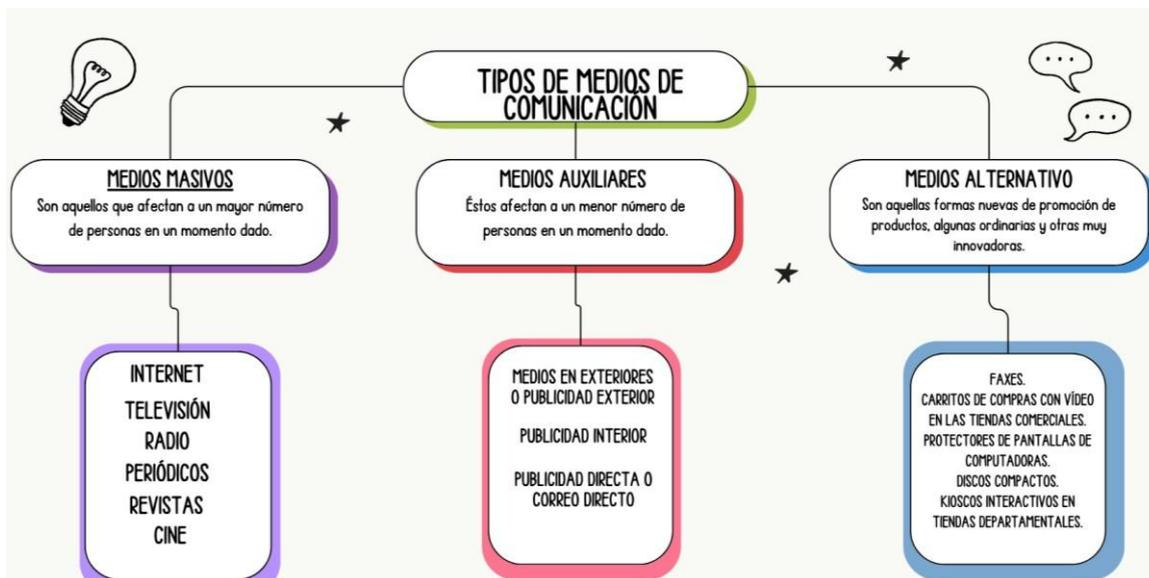 TIPOS DE MEDIOS DE
COMUNICACIÓN
MEDIOS MASIVOS
Son aquellos que afectan a un mayor número
de personas en un momento dado.
INTERNET
TELEVISIÓN
RADIO
PERIÓDICOS
REVISTAS
CINE
MEDIOS AUXILIARES
Éstos afectan a un menor número de
personas en un momento dado.
MEDIOS EN EXTERIORES
O PUBLICIDAD EXTERIOR
PUBLICIDAD INTERIOR
PUBLICIDAD DIRECTA O
CORREO DIRECTO
MEDIOS ALTERNATIVO
Son aquellas formas nuevas de promoción de
productos, algunas ordinarias y otras muy
innovadoras.
FAXES.
CARRITOS DE COMPRAS CON VÍDEO
EN LAS TIENDAS COMERCIALES.
PROTECTORES DE PANTALLAS DE
COMPUTADORAS.
DISCOS COMPACTOS.
KIOSCOS INTERACTIVOS EN
TIENDAS DEPARTAMENTALES.